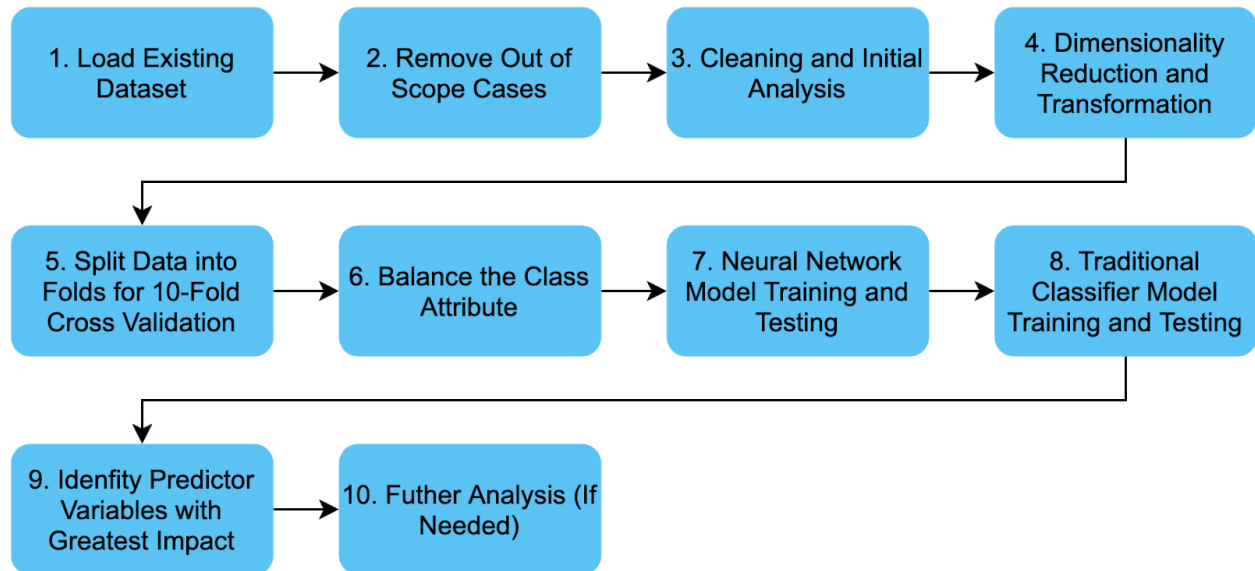 1. Load Existing
Dataset
2. Remove Out of
Scope Cases
3. Cleaning and Initial
Analysis
4. Dimensionality
Reduction and
Transformation
5. Split Data into
Folds for 10-Fold
Cross Validation
6. Balance the Class
Attribute
7. Neural Network
Model Training and
Testing
8. Traditional
Classifier Model
Training and Testing
9. Idenfity Predictor
Variables with
Greatest Impact
10. Futher Analysis (If
Needed)